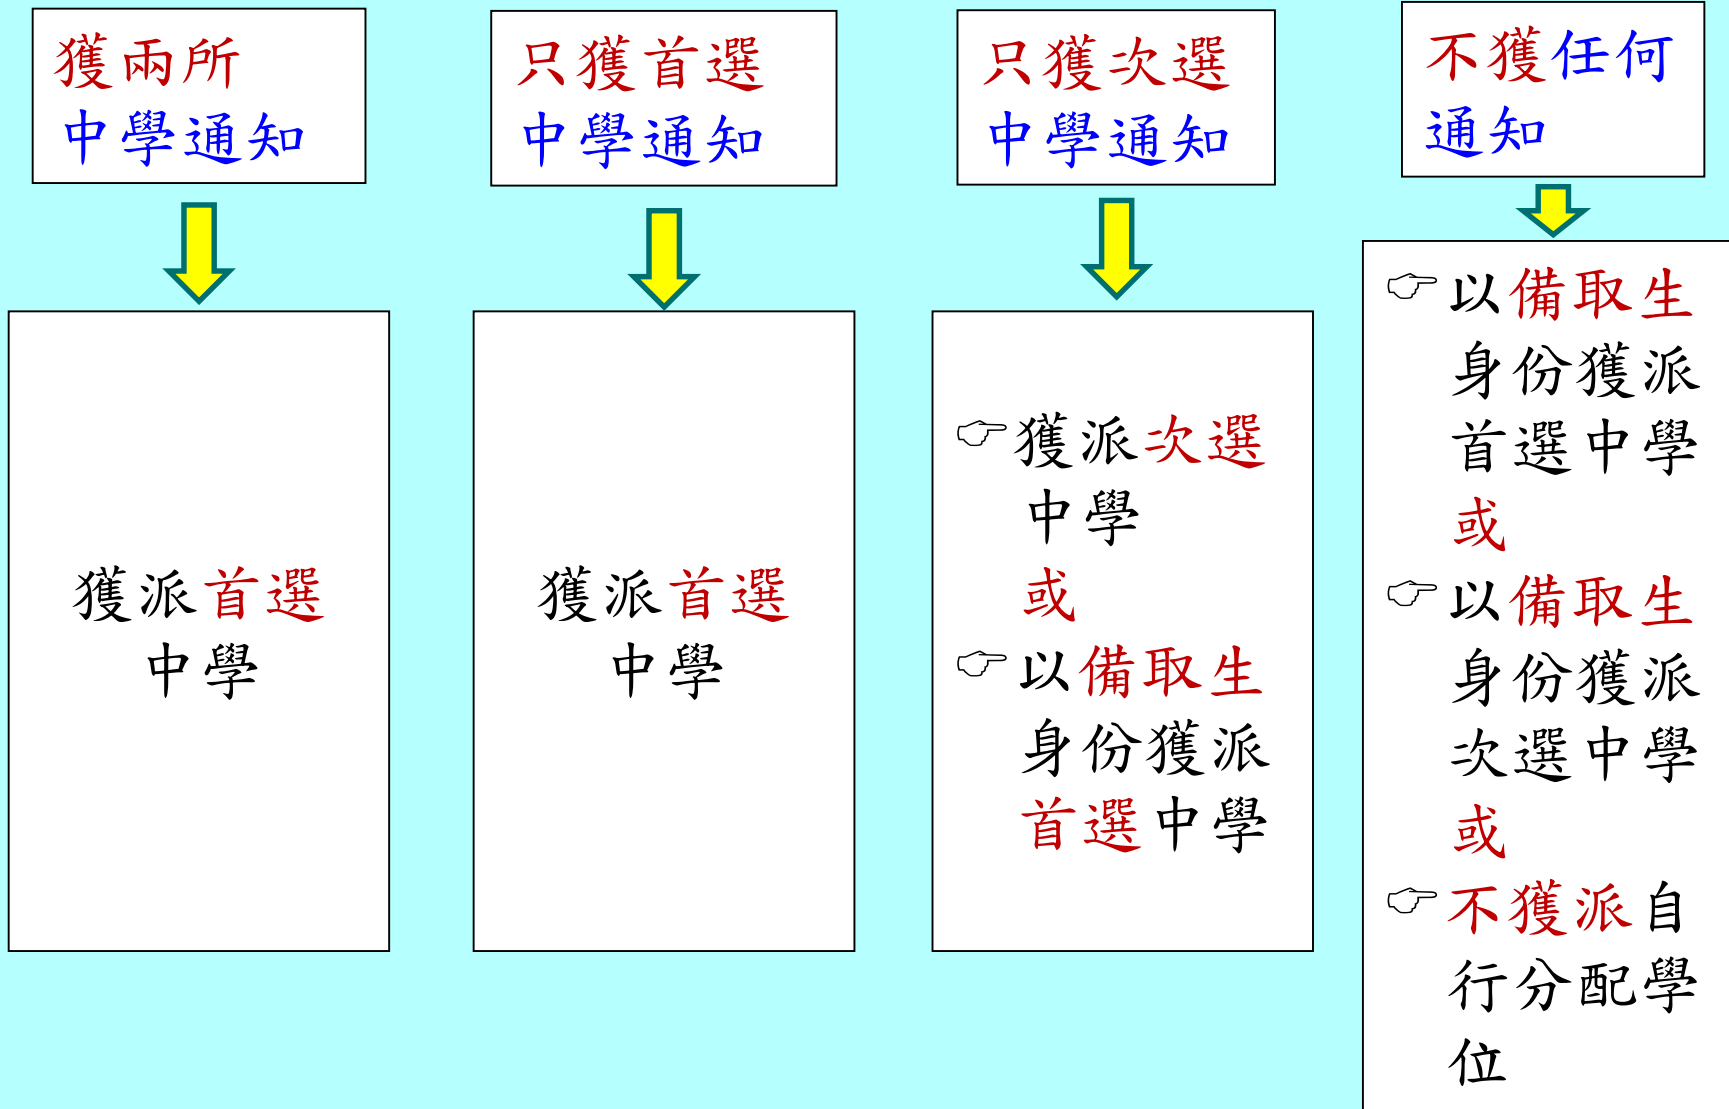 獲兩所
中學通知
只獲首選
中學通知
只獲次選
中學通知
不獲任何
通知
獲派首選
中學
獲派首選
中學
☞獲派次選
中學
或
☞以備取生
身份獲派
首選中學
☞以備取生
身份獲派
首選中學
或
☞以備取生
身份獲派
次選中學
或
☞不獲派自
行分配學
位